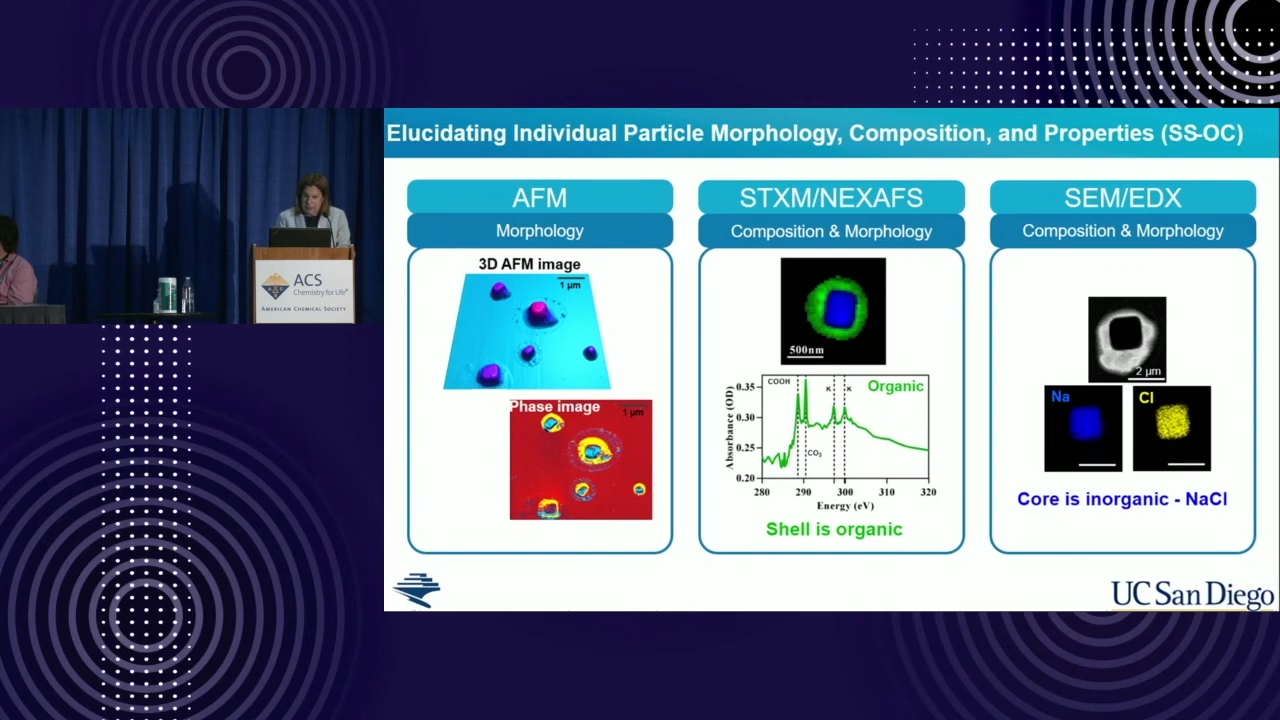 Elucidating Individual Particle Morphology, Composition, and Properties (SS-OC)
AFM
Morphology
3D AFM image
1 µm
Phase image
1 µm
STXM/NEXAFS
Composition & Morphology
500nm
COOH
K
K
Organic
CO3
Absorbance (OD)
0.35
0.30
0.25
0.20
280 290 300 310 320
Energy (eV)
Shell is organic
SEM/EDX
Composition & Morphology
2 µm
Na
Cl
Core is inorganic - NaCl
UC San Diego
ACS
Chemistry for Life®
AMERICAN CHEMICAL SOCIETY